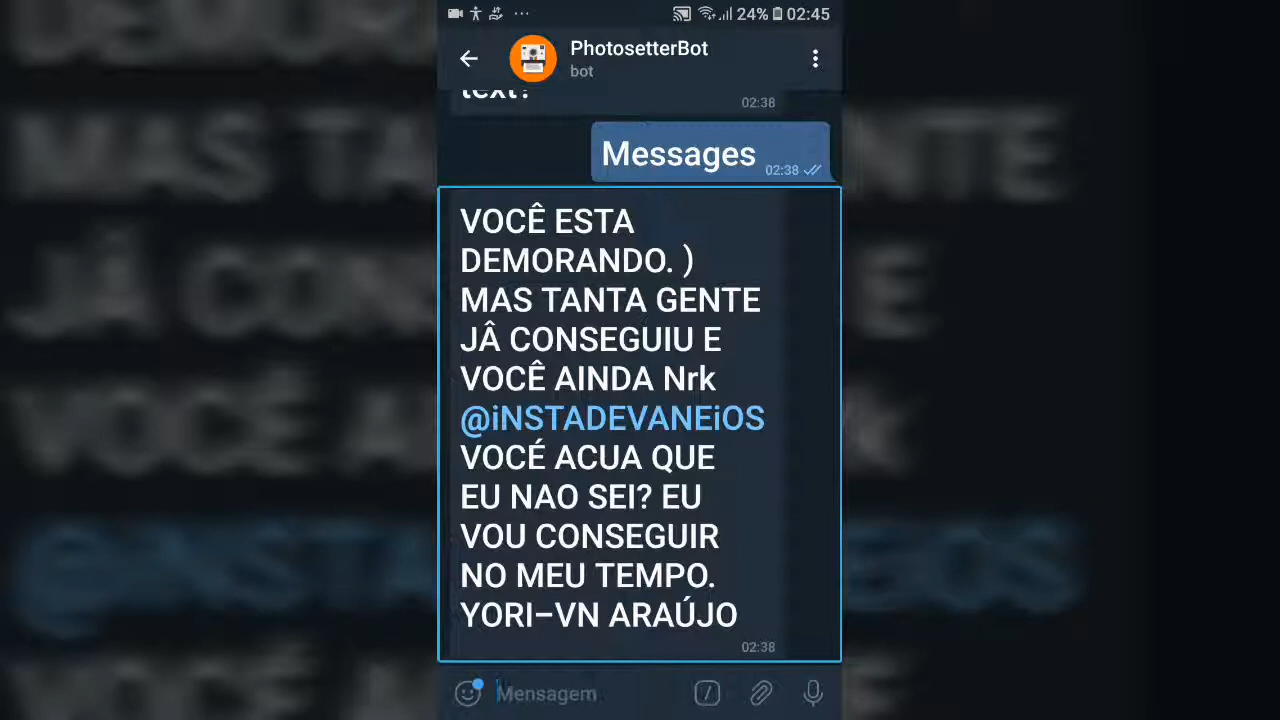 24% 02:45
PhotosetterBot
bot
text?
02:38
Messages
02:38
VOCÊ ESTA
DEMORANDO. )
MAS TANTA GENTE
JÂ CONSEGUIU E
VOCÊ AINDA Nrk
@iNSTADEVANEiOS
VOCÉ ACUA QUE
EU NAO SEI? EU
VOU CONSEGUIR
NO MEU TEMPO.
YORI–VN ARAÚJO
02:38
Mensagem